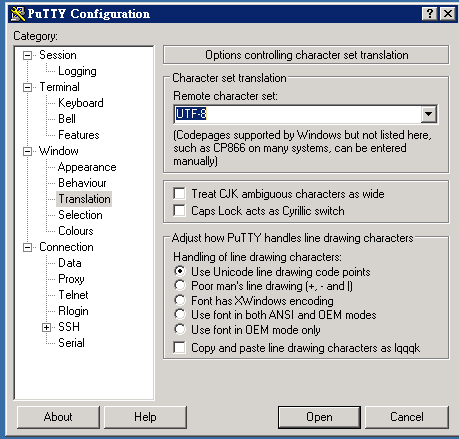 PuTTY Configuration
Category:
Session
Logging
Terminal
Keyboard
Bell
Features
Window
Appearance
Behaviour
Translation
Selection
Colours
Connection
Data
Proxy
Telnet
Rlogin
SSH
Serial
Options controlling character set translation
Character set translation
Remote character set:
UTF-8
(Codepages supported by Windows but not listed here,
such as CP866 on many systems, can be entered
manually)
Treat CJK ambiguous characters as wide
Caps Lock acts as Cyrillic switch
Adjust how PuTTY handles line drawing characters
Handling of line drawing characters:
Use Unicode line drawing code points
Poor man's line drawing (+, - and |)
Font has XWindows encoding
Use font in both ANSI and OEM modes
Use font in OEM mode only
Copy and paste line drawing characters as lqqqk
About
Help
Open
Cancel